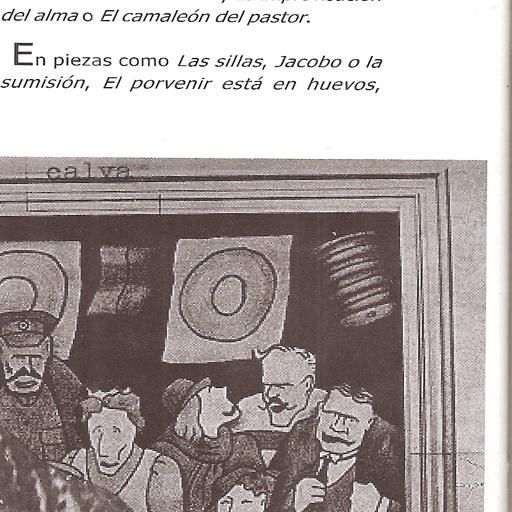 del alma o El camaleón del pastor.
En piezas como Las sillas, Jacobo o la
sumisión, El porvenir está en huevos,
calva